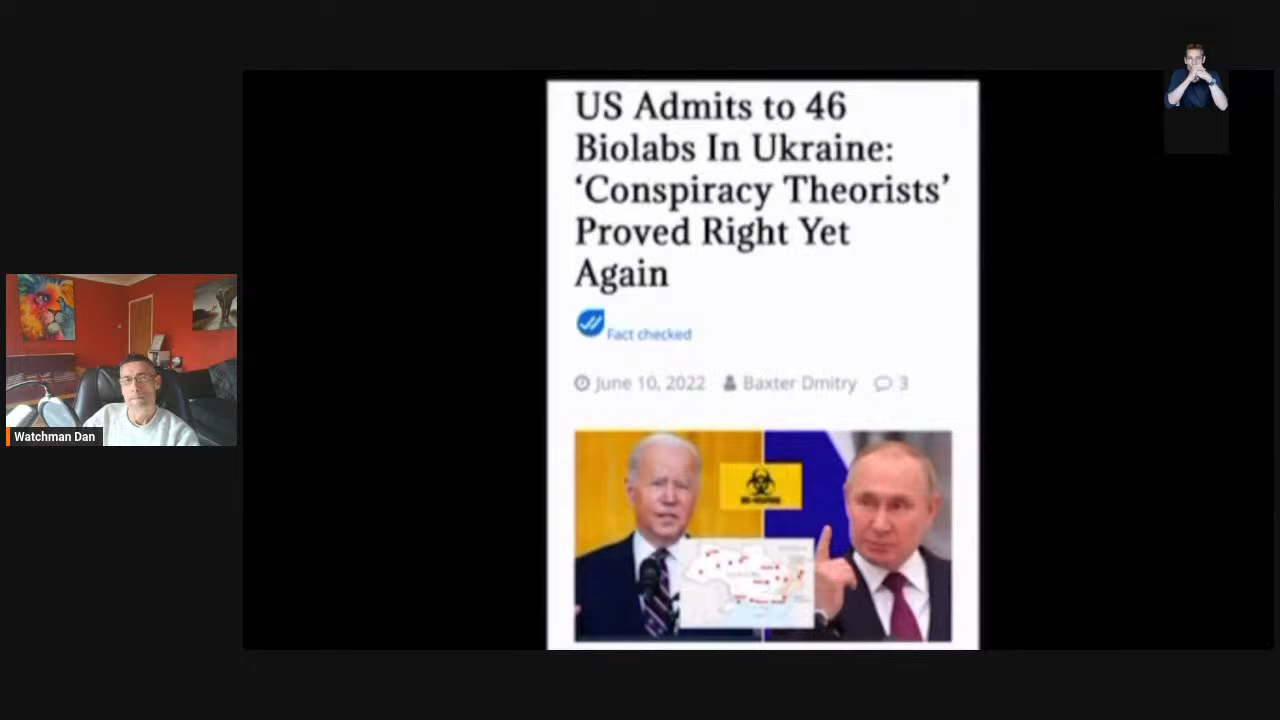 US Admits to 46
Biolabs In Ukraine:
‘Conspiracy Theorists’
Proved Right Yet
Again
Fact checked
June 10, 2022 Baxter Dmitry 3
Watchman Dan